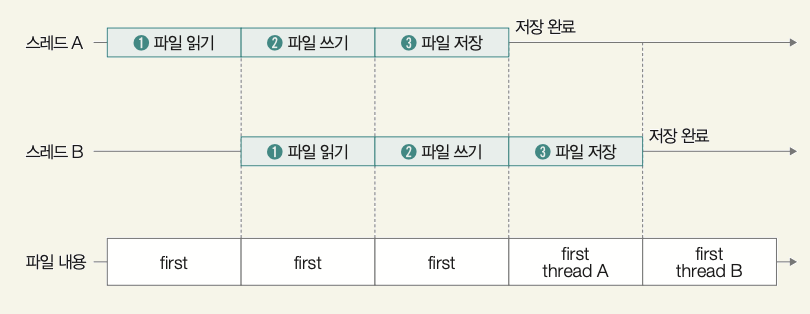 스레드 A
❶ 파일 읽기
❷ 파일 쓰기
❸ 파일 저장
저장 완료
스레드 B
❶ 파일 읽기
❷ 파일 쓰기
❸ 파일 저장
저장 완료
파일 내용
first
first
first
first
thread A
first
thread B